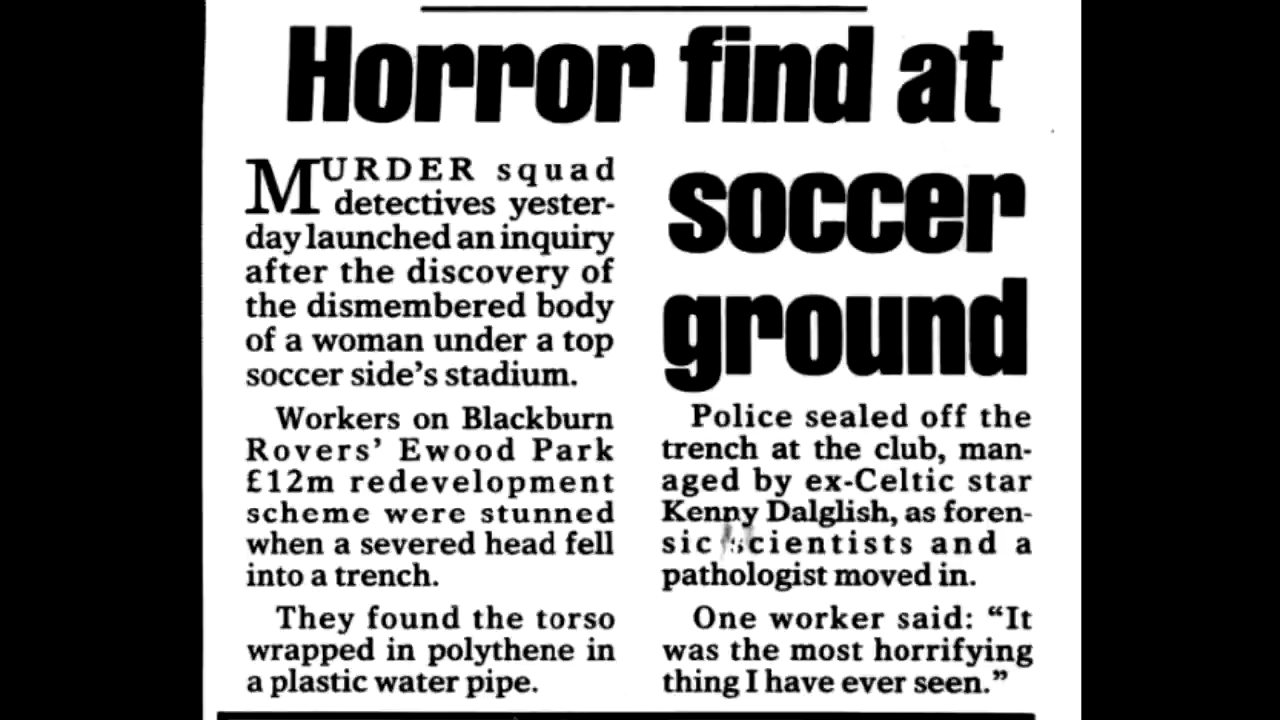 Horror find at
soccer
ground
MURDER squad
detectives yester-
day launched an inquiry
after the discovery of
the dismembered body
of a woman under a top
soccer side's stadium.
Workers on Blackburn
Rovers' Ewood Park
£12m redevelopment
scheme were stunned
when a severed head fell
into a trench.
They found the torso
wrapped in polythene in
a plastic water pipe.
Police sealed off the
trench at the club, man-
aged by ex-Celtic star
Kenny Dalglish, as foren-
sic scientists and a
pathologist moved in.
One worker said: “It
was the most horrifying
thing I have ever seen.”